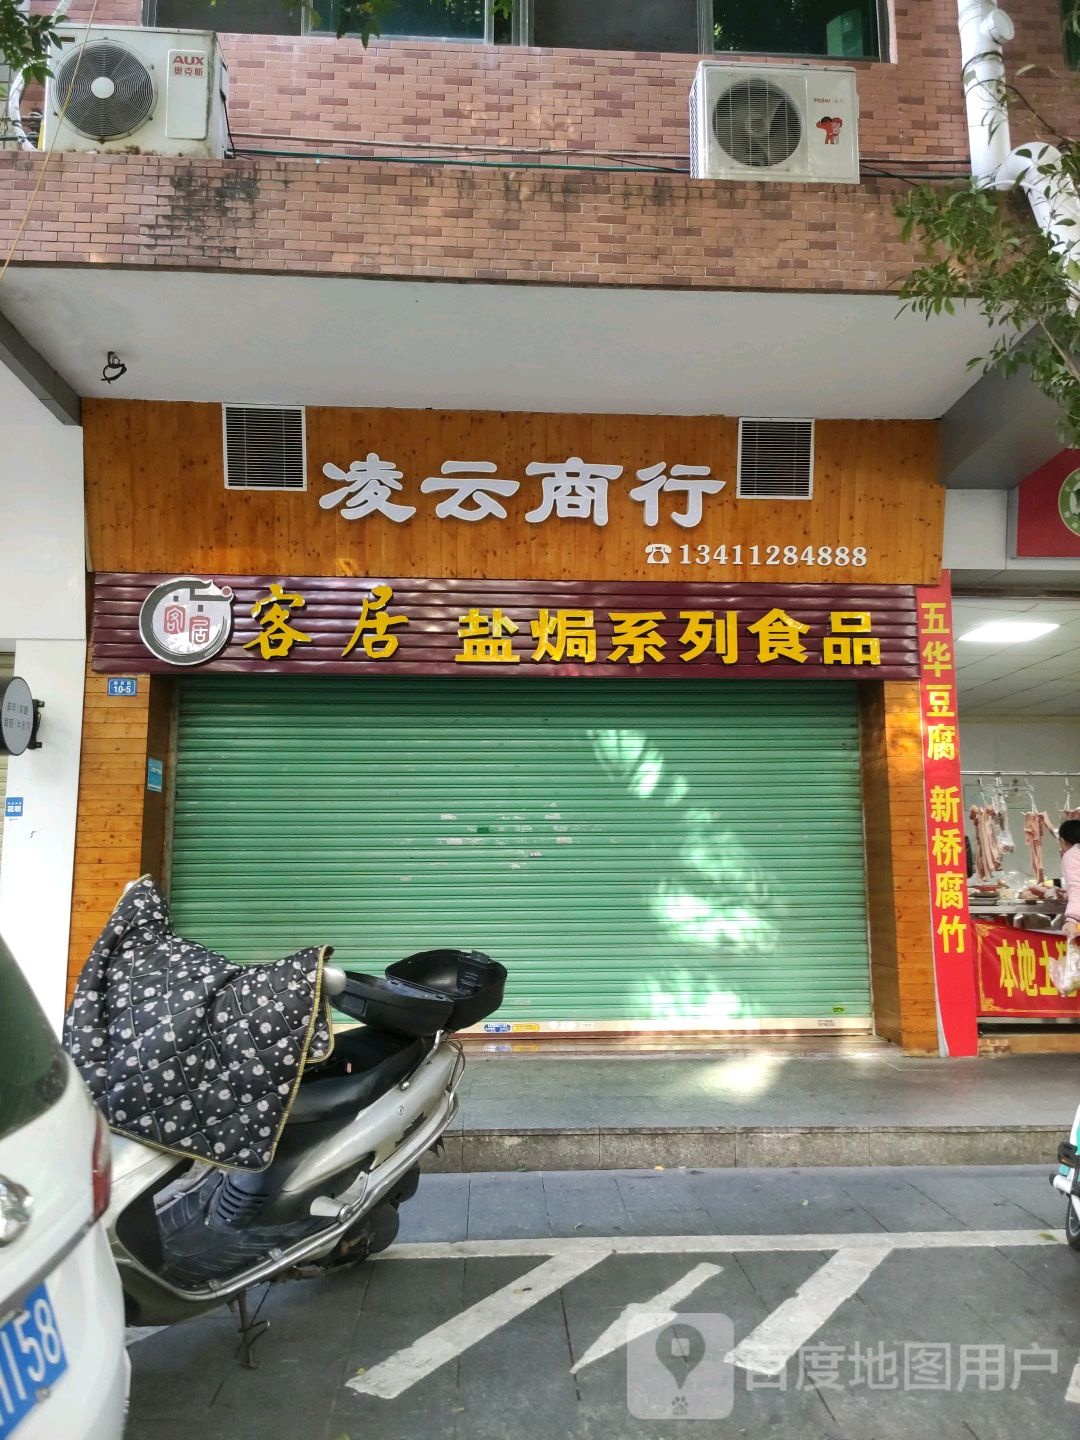 AUX
奥克斯
Haier
凌云商行
☎13411284888
客居
客居 盐焗系列食品
10-5
五华豆腐 新桥腐竹
本地土
158
百度地图用户